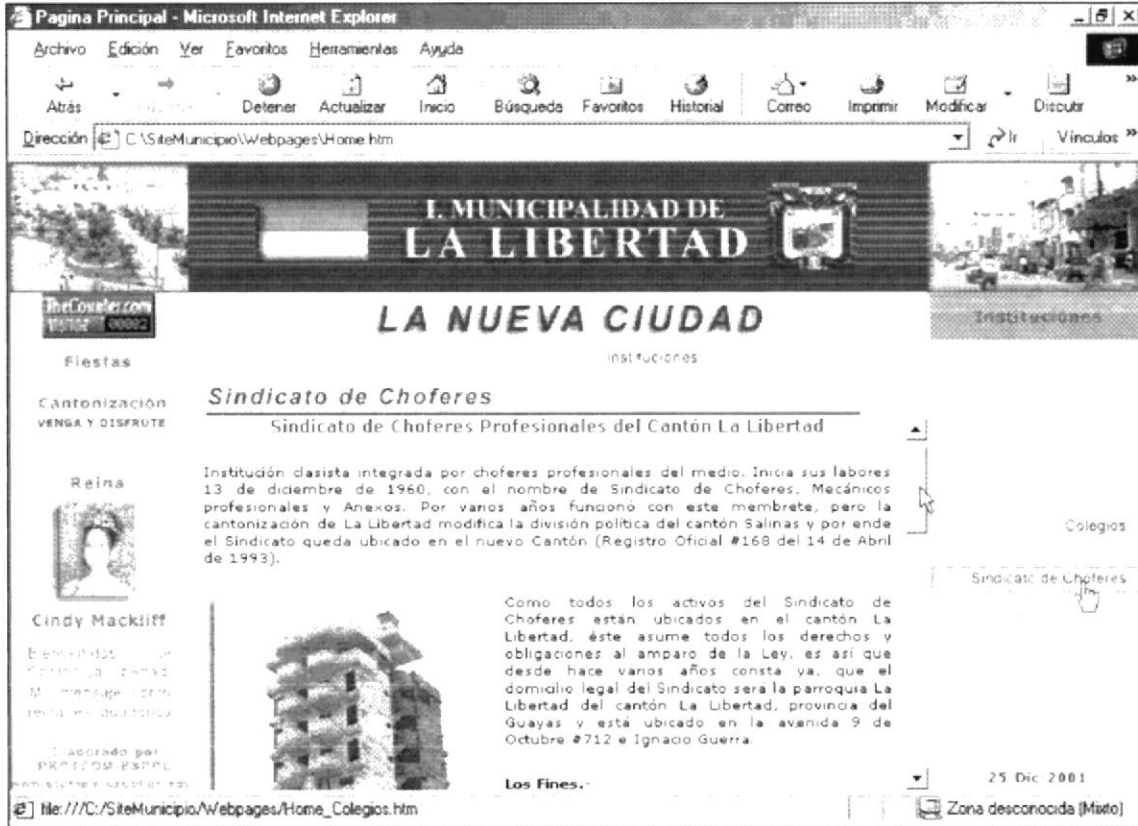 Pagina Principal - Microsoft Internet Explorer
Archivo Edición Ver Favoritos Herramientas Ayuda
Atrás Detener Actualizar Inicio Búsqueda Favoritos Historial Correo Imprimir Modificar Discutir
Dirección C:\SiteMunicipio\Webpages\Home.htm Ir Vínculos »
I. MUNICIPALIDAD DE
LA LIBERTAD
TheCounter.com
00002
LA NUEVA CIUDAD
Instituciones
Instituciones
Fiestas
Cantonización
VENGA Y DISFRUTE
Reina
Cindy Mackliff
Elaborado por
PROTCOM-ESPOL
Sindicato de Choferes
Sindicato de Choferes Profesionales del Cantón La Libertad
Institución clasista integrada por choferes profesionales del medio. Inicia sus labores
13 de diciembre de 1960, con el nombre de Sindicato de Choferes, Mecánicos
profesionales y Anexos. Por varios años funcionó con este membrete, pero la
cantonización de La Libertad modifica la división política del cantón Salinas y por ende
el Sindicato queda ubicado en el nuevo Cantón (Registro Oficial #168 del 14 de Abril
de 1993).
Como todos los activos del Sindicato de
Choferes están ubicados en el cantón La
Libertad, éste asume todos los derechos y
obligaciones al amparo de la Ley, es así que
desde hace varios años consta ya, que el
domicilio legal del Sindicato será la parroquia La
Libertad del cantón La Libertad, provincia del
Guayas y está ubicado en la avenida 9 de
Octubre #712 e Ignacio Guerra.
Los Fines.-
Colegios
Sindicato de Choferes
25 Dic 2001
file:///C:/SiteMunicipio/Webpages/Home_Colegios.htm Zona desconocida (Mixto)